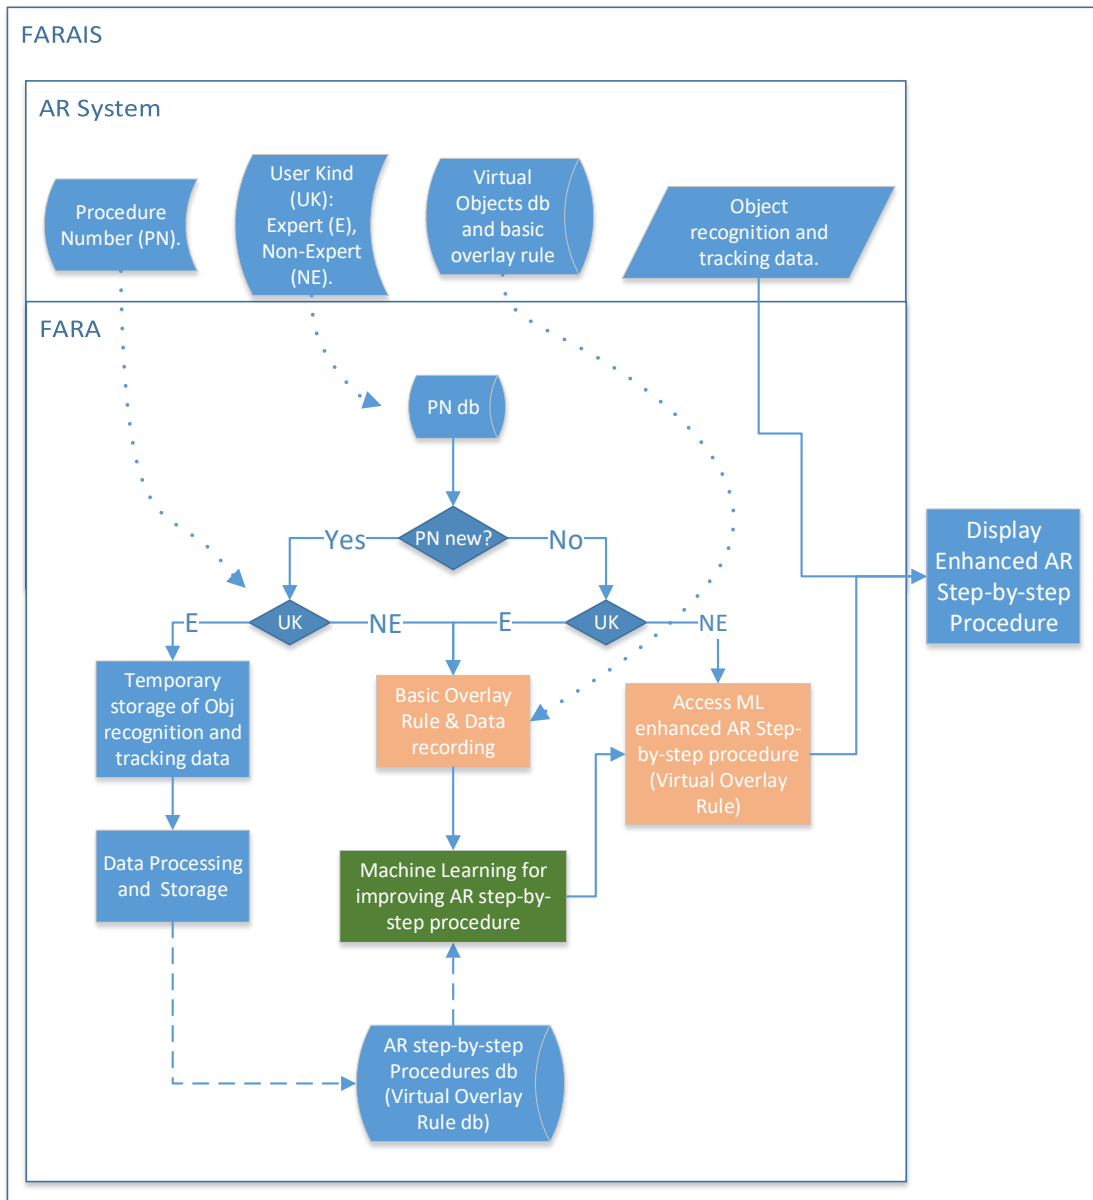 FARAIS
AR System
Procedure
Number (PN).
User Kind
(UK):
Expert (E),
Non-Expert
(NE).
Virtual
Objects db
and basic
overlay rule
Object
recognition and
tracking data.
FARA
PN db
PN new?
Yes
No
UK
E
NE
UK
E
NE
Display
Enhanced AR
Step-by-step
Procedure
Temporary
storage of Obj
recognition and
tracking data
Basic Overlay
Rule & Data
recording
Access ML
enhanced AR Step-
by-step procedure
(Virtual Overlay
Rule)
Data Processing
and Storage
Machine Learning for
improving AR step-by-
step procedure
AR step-by-step
Procedures db
(Virtual Overlay
Rule db)